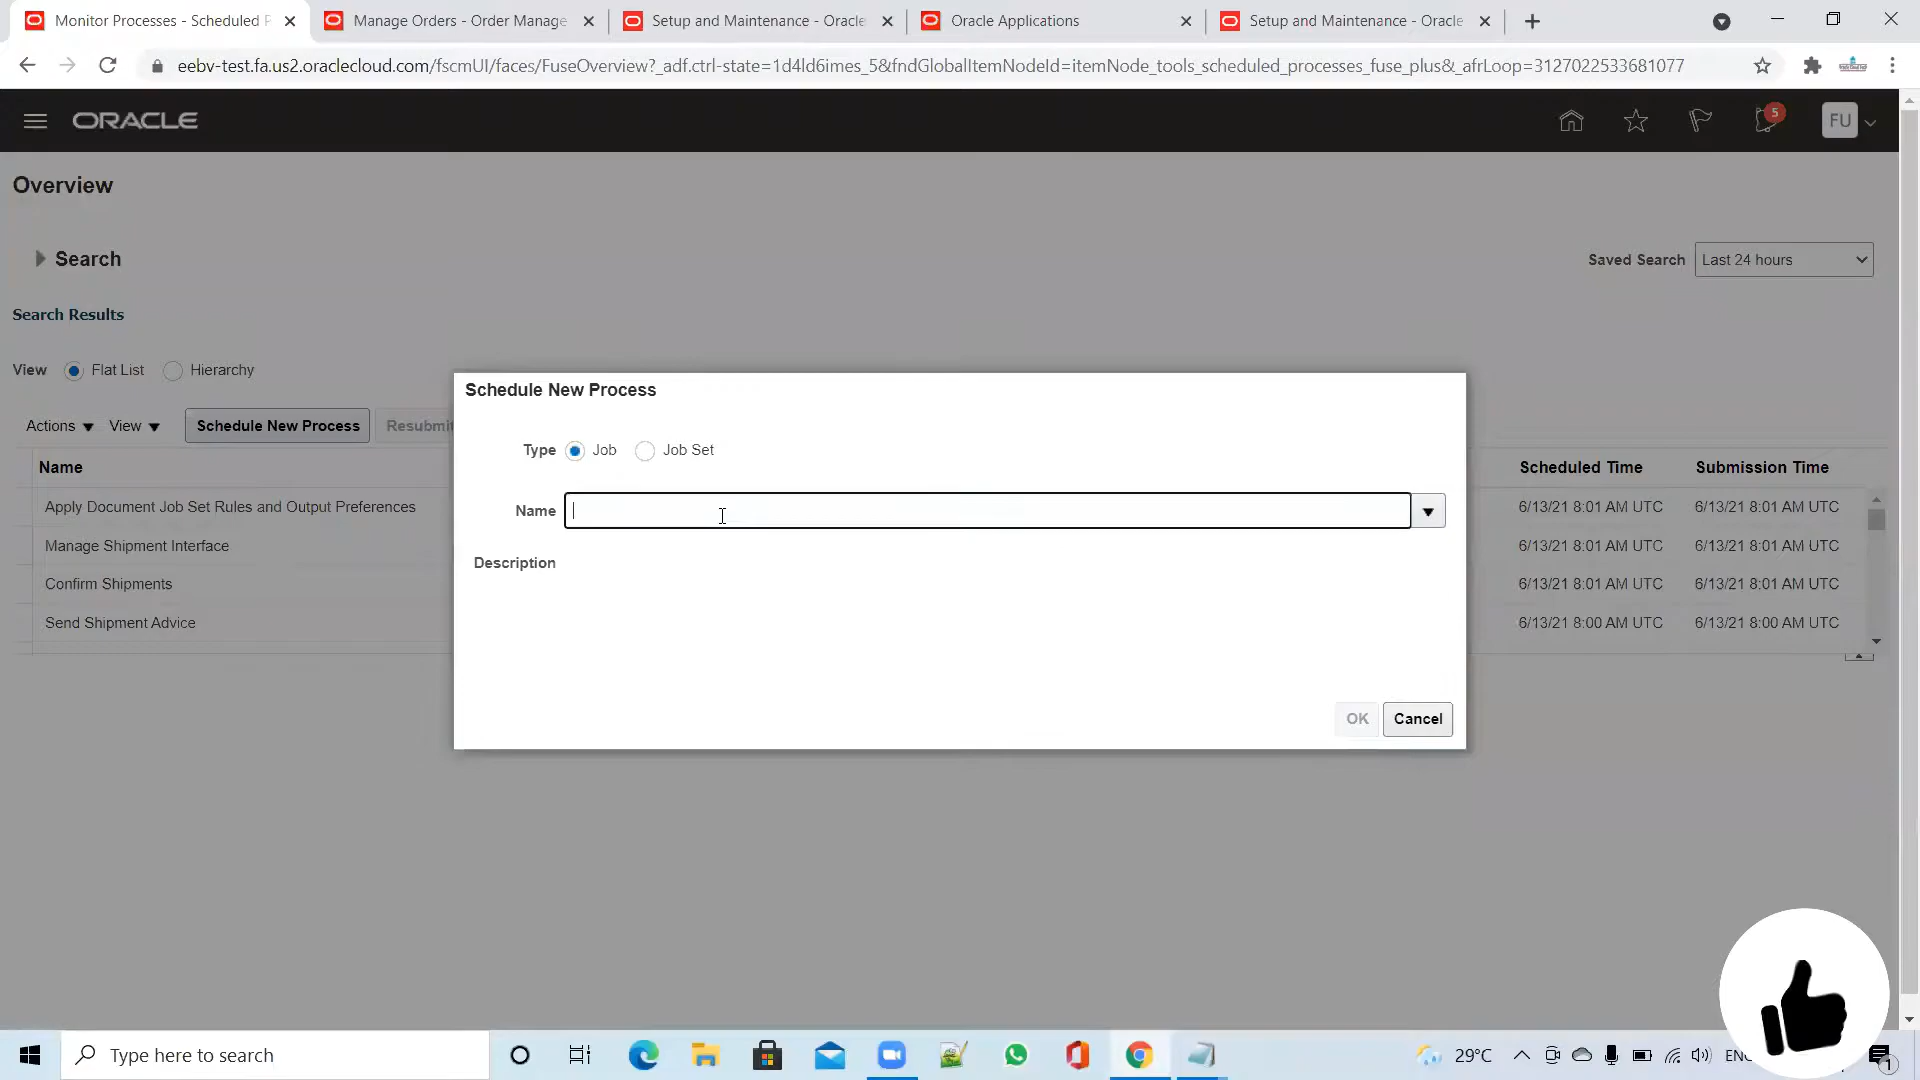 Monitor Processes - Scheduled P
Manage Orders - Order Manage
Setup and Maintenance - Oracle
Oracle Applications
Setup and Maintenance - Oracle
eebv-test.fa.us2.oraclecloud.com/fscmUI/faces/FuseOverview?_adf.ctrl-state=1d4ld6imes_5&fndGlobalItemNodeId=itemNode_tools_scheduled_processes_fuse_plus&_afrLoop=3127022533681077
ORACLE
5
FU
Overview
Search
Saved Search Last 24 hours
Search Results
View Flat List Hierarchy
Actions View Schedule New Process Resubmit
Name Scheduled Time Submission Time
Apply Document Job Set Rules and Output Preferences 6/13/21 8:01 AM UTC 6/13/21 8:01 AM UTC
Manage Shipment Interface 6/13/21 8:01 AM UTC 6/13/21 8:01 AM UTC
Confirm Shipments 6/13/21 8:01 AM UTC 6/13/21 8:01 AM UTC
Send Shipment Advice 6/13/21 8:00 AM UTC 6/13/21 8:00 AM UTC
Schedule New Process
Type Job Job Set
Name
Description
OK Cancel
Type here to search
29°C
ENG
1